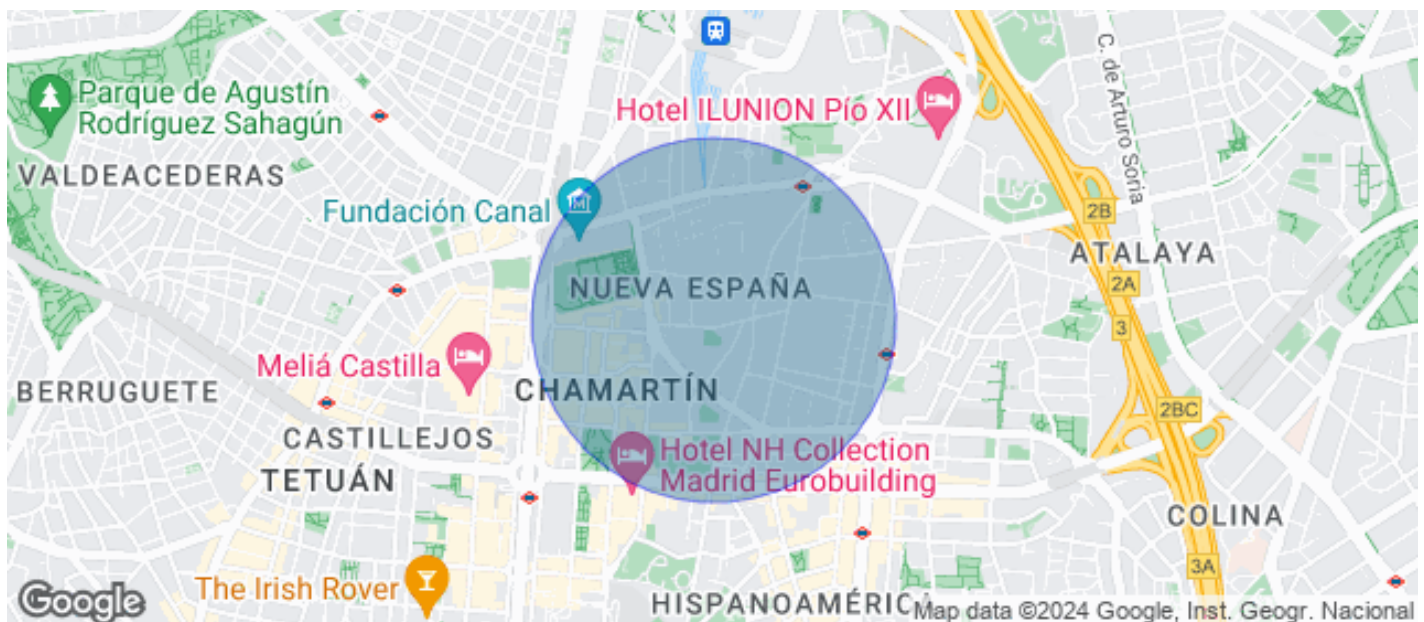 Parque de Agustín
Rodríguez Sahagún
Hotel ILUNION Pío XII
C. de Arturo Soria
VALDEACEDERAS
Fundación Canal
2B
ATALAYA
NUEVA ESPAÑA
2A
3
Meliá Castilla
BERRUGUETE
CHAMARTÍN
2BC
CASTILLEJOS
Hotel NH Collection
Madrid Eurobuilding
TETUÁN
COLINA
3A
The Irish Rover
Google
HISPANOAMÉRICA
Map data ©2024 Google, Inst. Geogr. Nacional